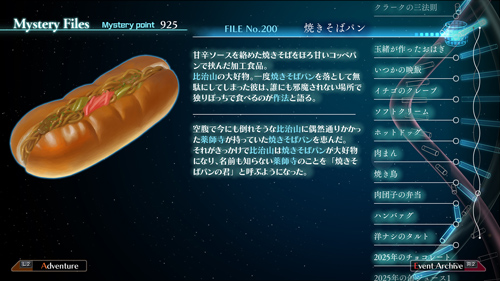 Mystery Files
Mystery point 925
FILE No.200 焼きそばパン
甘辛ソースを絡めた焼きそばをほろ甘いコッペパ
ンで挟んだ加工食品。
比治山の大好物。一度焼きそばパンを落として無
駄にしてしまった彼は、誰にも邪魔されない場所で
独りぼっちで食べるのが作法と語る。
空腹で今にも倒れそうな比治山に偶然通りかかっ
た薬師寺が持っていた焼きそばパンを恵んだ。
それがきっかけで比治山は焼きそばパンが大好物
になり、名前も知らない薬師寺のことを「焼きそ
ばパンの君」と呼ぶようになった。
クラークの三法則
玉緒が作ったおはぎ
いつかの晩飯
イチゴのクレープ
ソフトクリーム
ホットドッグ
肉まん
焼き鳥
肉団子の弁当
ハンバーグ
洋ナシのタルト
2025年のチョコレート
Adventure
Event Archive